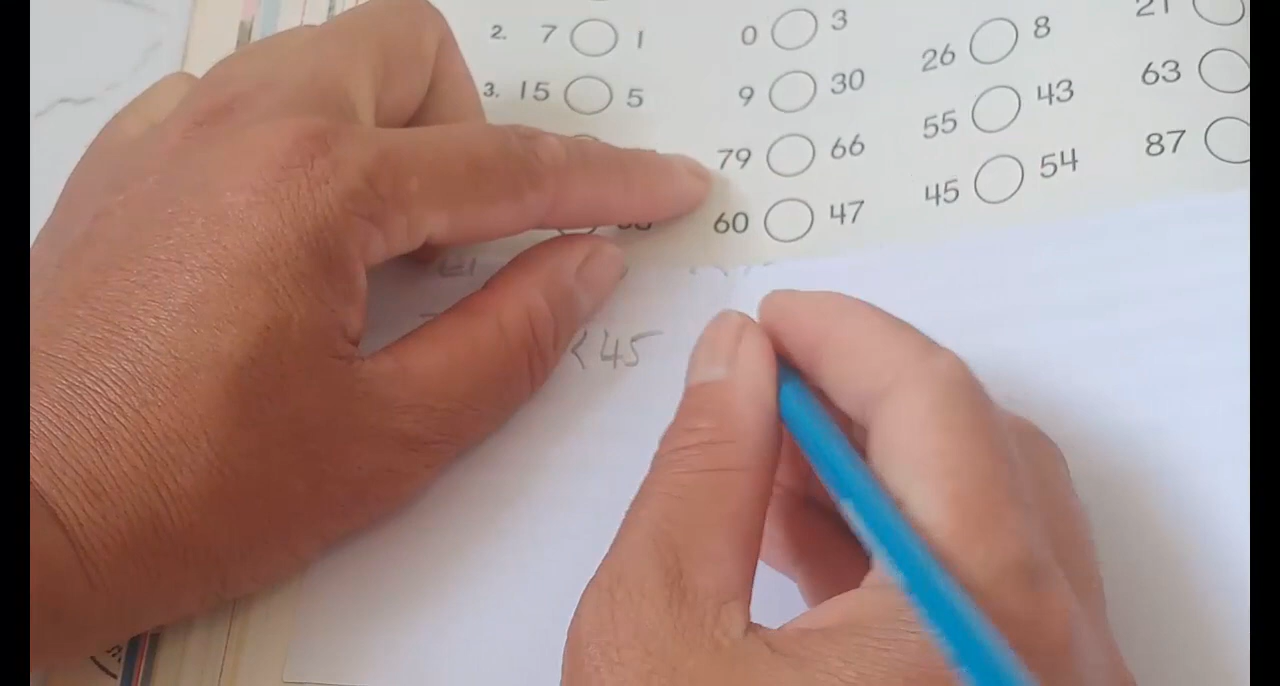 2. 7 ◯ 1 0 ◯ 3 26 ◯ 8 21 ◯
3. 15 ◯ 5 9 ◯ 30 55 ◯ 43 63 ◯
79 ◯ 66 45 ◯ 54 87 ◯
60 ◯ 47
< 45